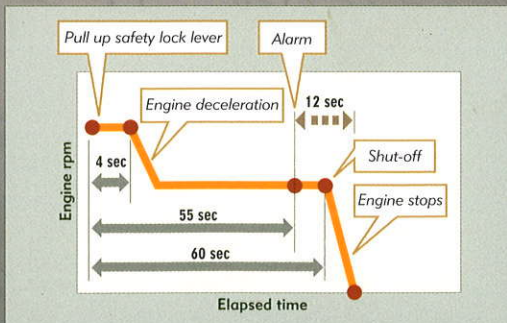 Pull up safety lock lever
Alarm
Engine deceleration
12 sec
4 sec
Shut-off
Engine stops
55 sec
60 sec
Engine rpm
Elapsed time